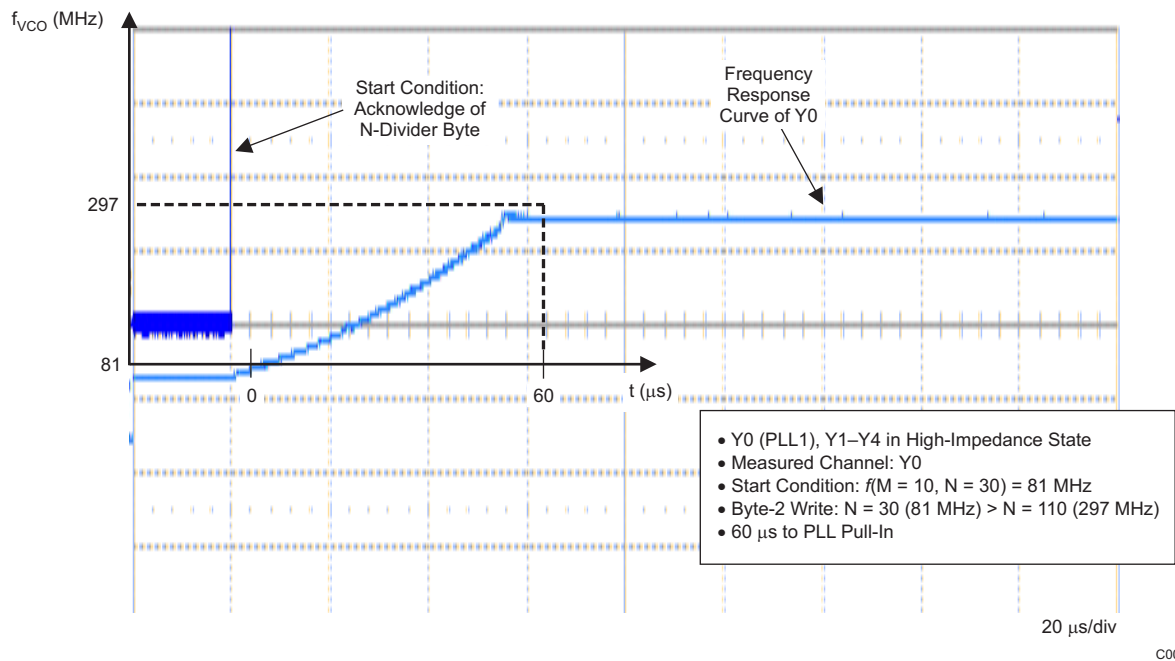 f_VCO (MHz)
Start Condition:
Acknowledge of
N-Divider Byte
Frequency
Response
Curve of Y0
297
81
0
60
t (μs)
• Y0 (PLL1), Y1–Y4 in High-Impedance State
• Measured Channel: Y0
• Start Condition: f(M = 10, N = 30) = 81 MHz
• Byte-2 Write: N = 30 (81 MHz) > N = 110 (297 MHz)
• 60 μs to PLL Pull-In
20 μs/div